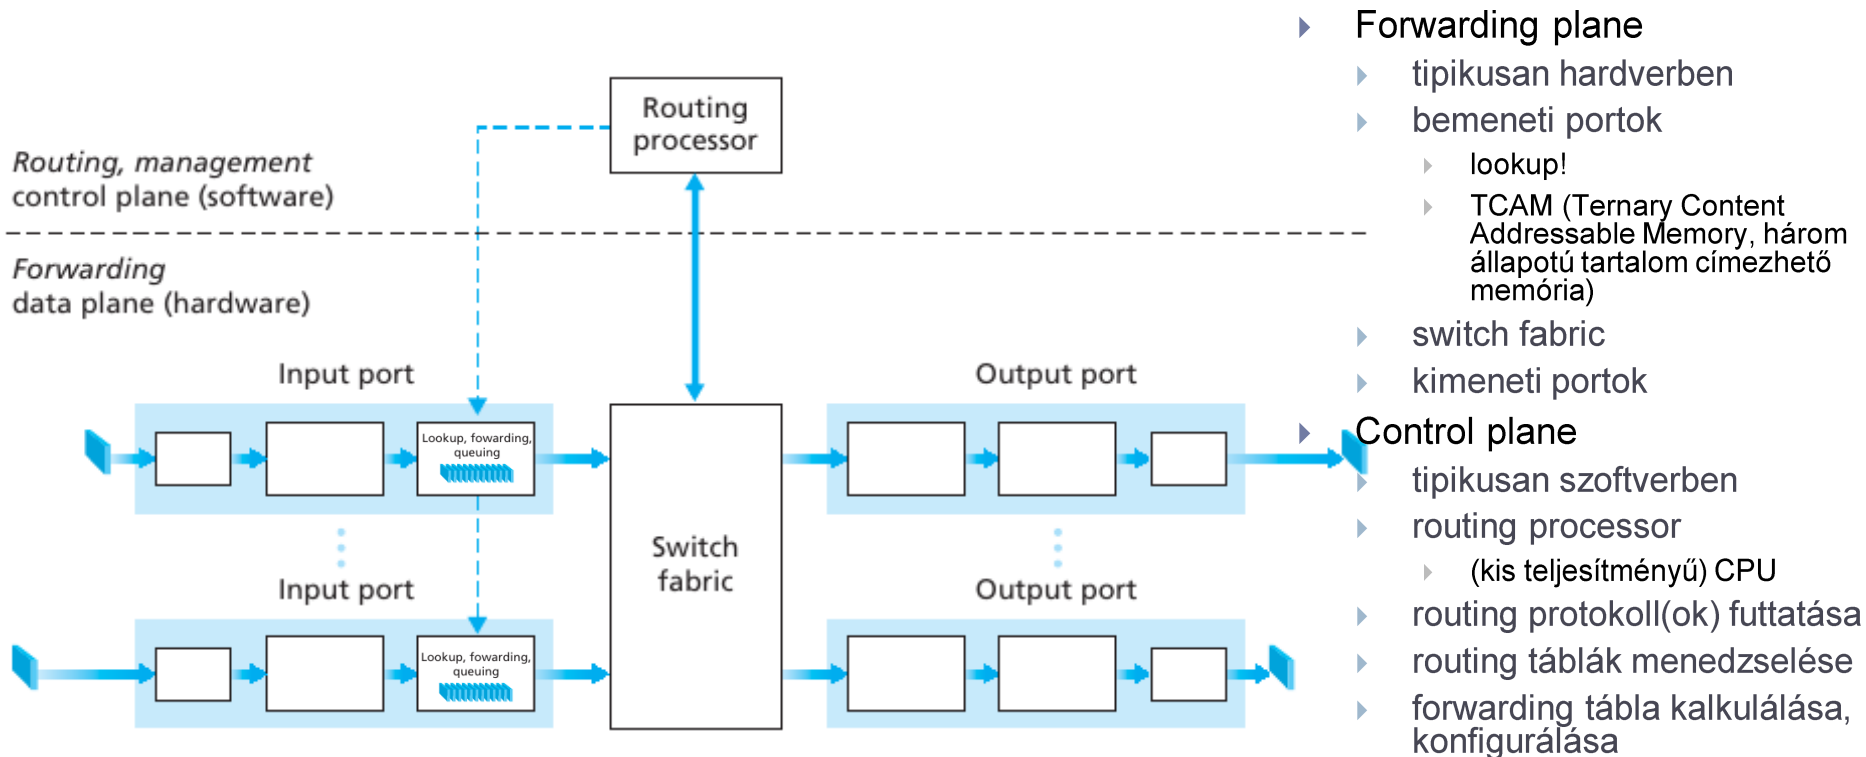 Routing
processor
Routing, management
control plane (software)
Forwarding
data plane (hardware)
Input port
Output port
Lookup, fowarding,
queuing
Switch
fabric
Input port
Output port
Lookup, fowarding,
queuing
Forwarding plane
tipikusan hardverben
bemeneti portok
lookup!
TCAM (Ternary Content
Addressable Memory, három
állapotú tartalom címezhető
memória)
switch fabric
kimeneti portok
Control plane
tipikusan szoftverben
routing processor
(kis teljesítményű) CPU
routing protokoll(ok) futtatása
routing táblák menedzselése
forwarding tábla kalkulálása,
konfigurálása